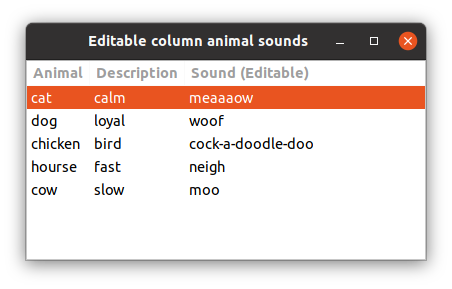 Editable column animal sounds
Animal Description Sound (Editable)
cat calm meaaaow
dog loyal woof
chicken bird cock-a-doodle-doo
hourse fast neigh
cow slow moo